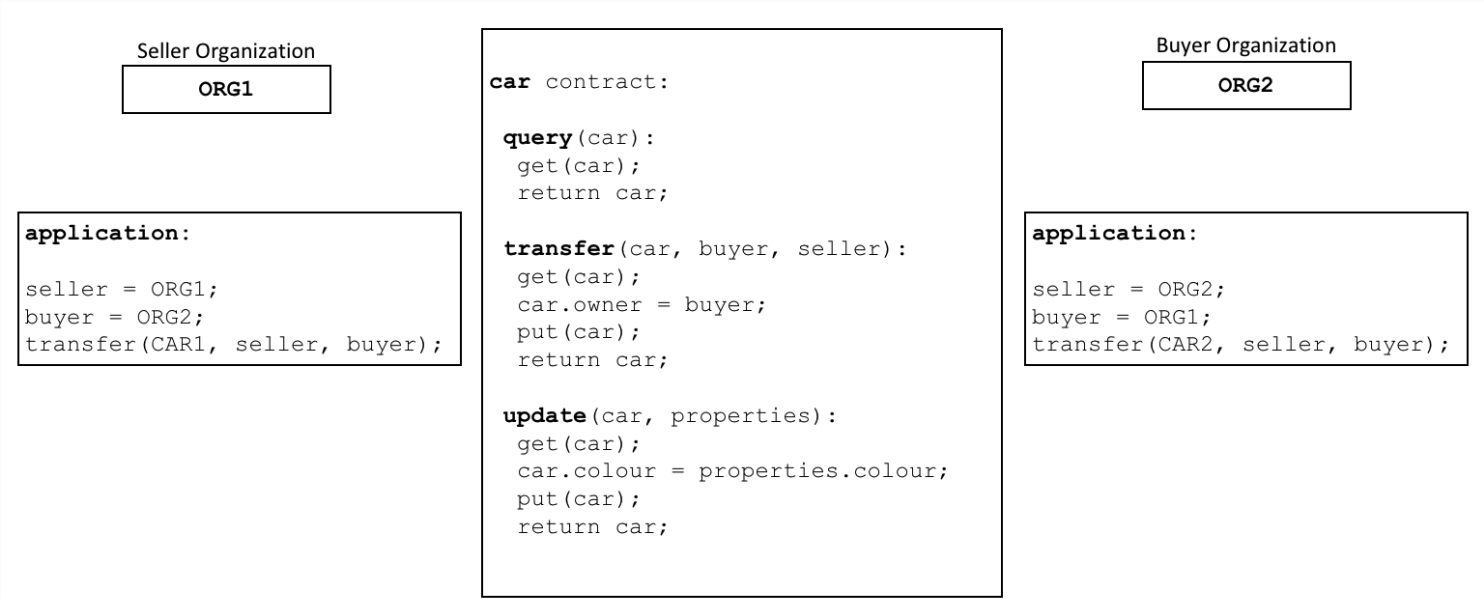 Seller Organization
ORG1
application:
seller = ORG1;
buyer = ORG2;
transfer(CAR1, seller, buyer);
car contract:
query(car):
get(car);
return car;
transfer(car, buyer, seller):
get(car);
car.owner = buyer;
put(car);
return car;
update(car, properties):
get(car);
car.colour = properties.colour;
put(car);
return car;
Buyer Organization
ORG2
application:
seller = ORG2;
buyer = ORG1;
transfer(CAR2, seller, buyer);